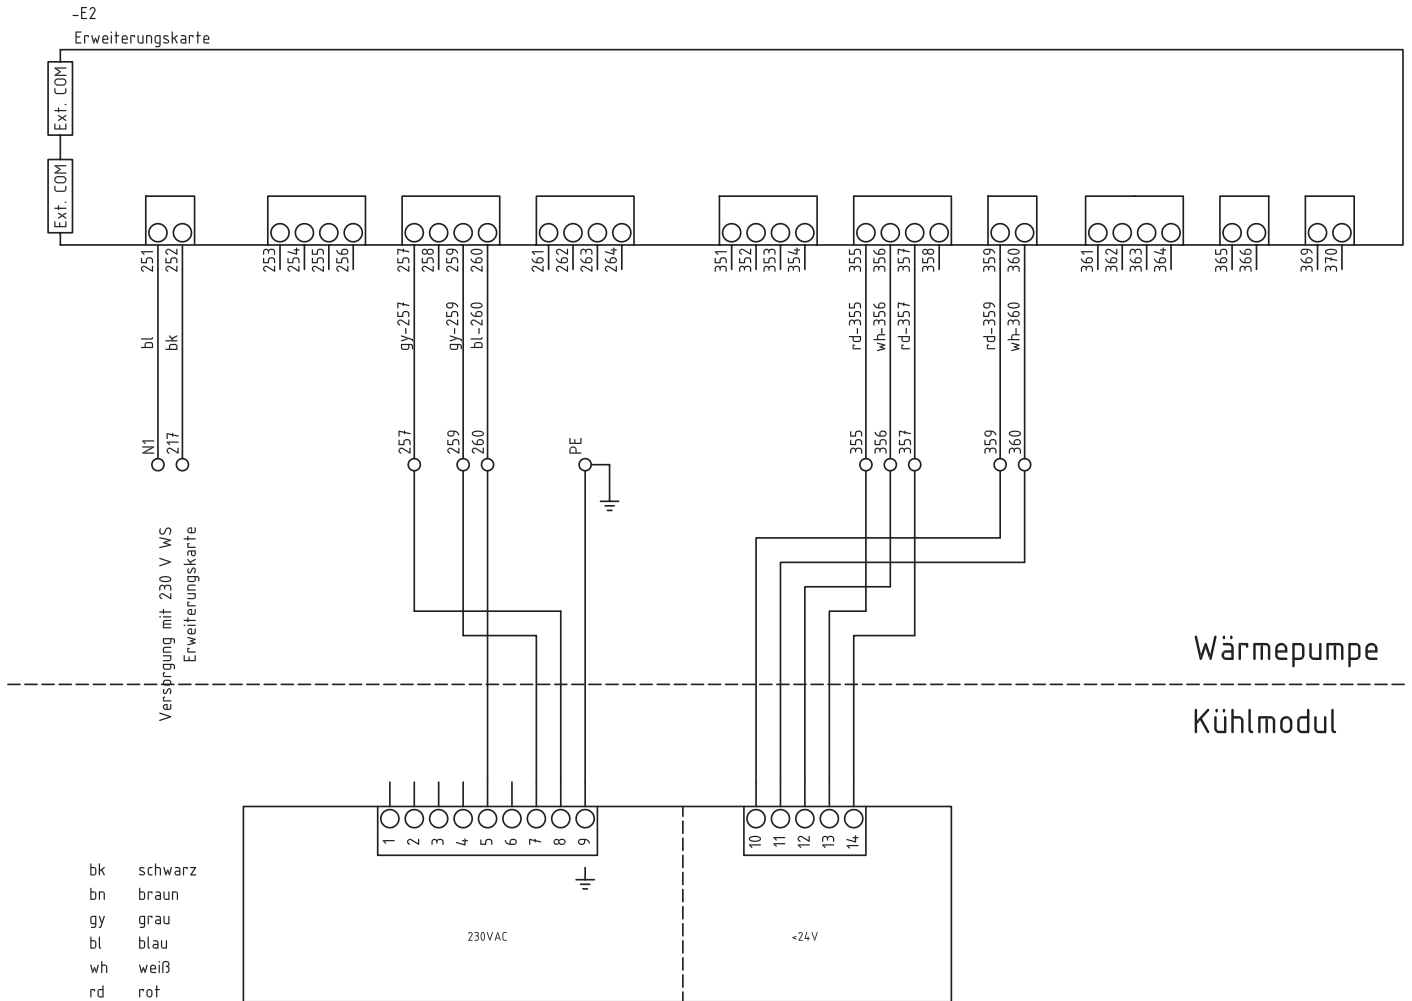 -E2
Erweiterungskarte
Ext. COM
Ext. COM
251 252 253 254 255 256 257 258 259 260 261 262 263 264 351 352 353 354 355 356 357 358 359 360 361 362 363 364 365 366 369 370
bl bk gy-257 gy-259 bl-260 rd-355 wh-356 rd-357 rd-359 wh-360
N1 217 257 259 260 PE 355 356 357 359 360
Versorgung mit 230 V WS
Erweiterungskarte
Wärmepumpe
Kühlmodul
1 2 3 4 5 6 7 8 9 10 11 12 13 14
230VAC <24V
bk schwarz
bn braun
gy grau
bl blau
wh weiß
rd rot